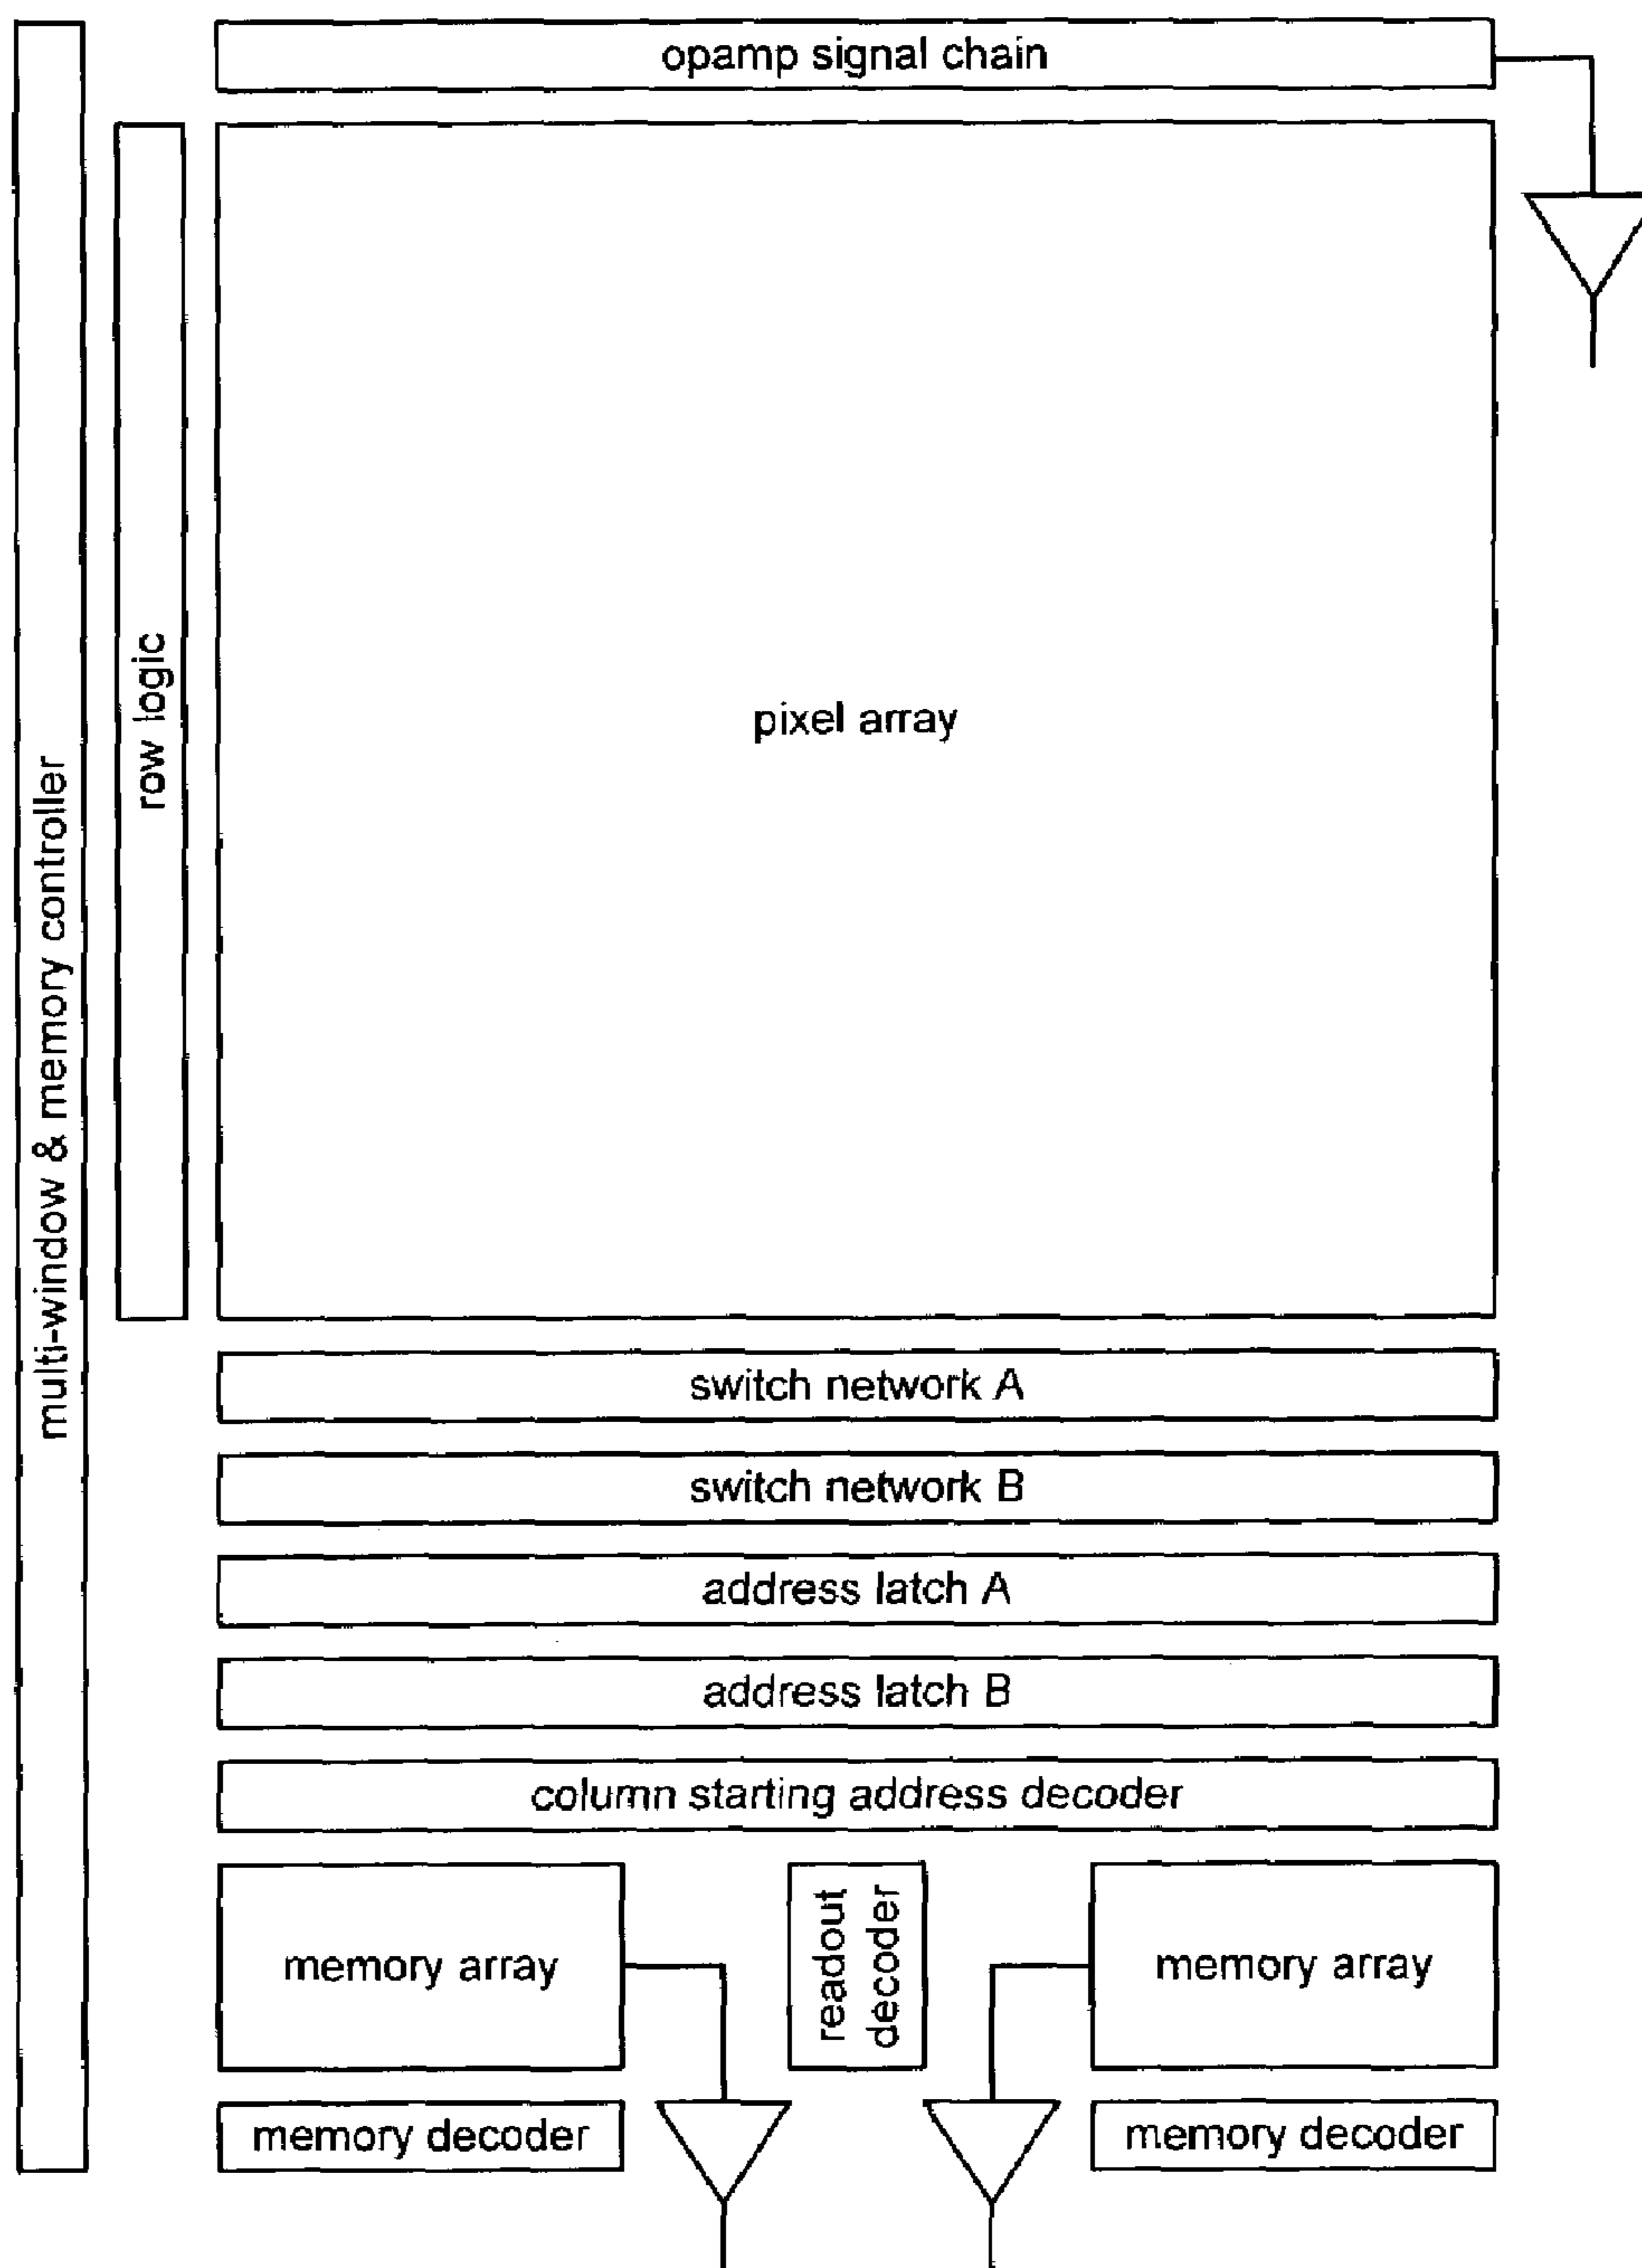 opamp signal chain
multi-window & memory controller
row logic
pixel array
switch network A
switch network B
address latch A
address latch B
column starting address decoder
memory array
readout
decoder
memory array
memory decoder
memory decoder